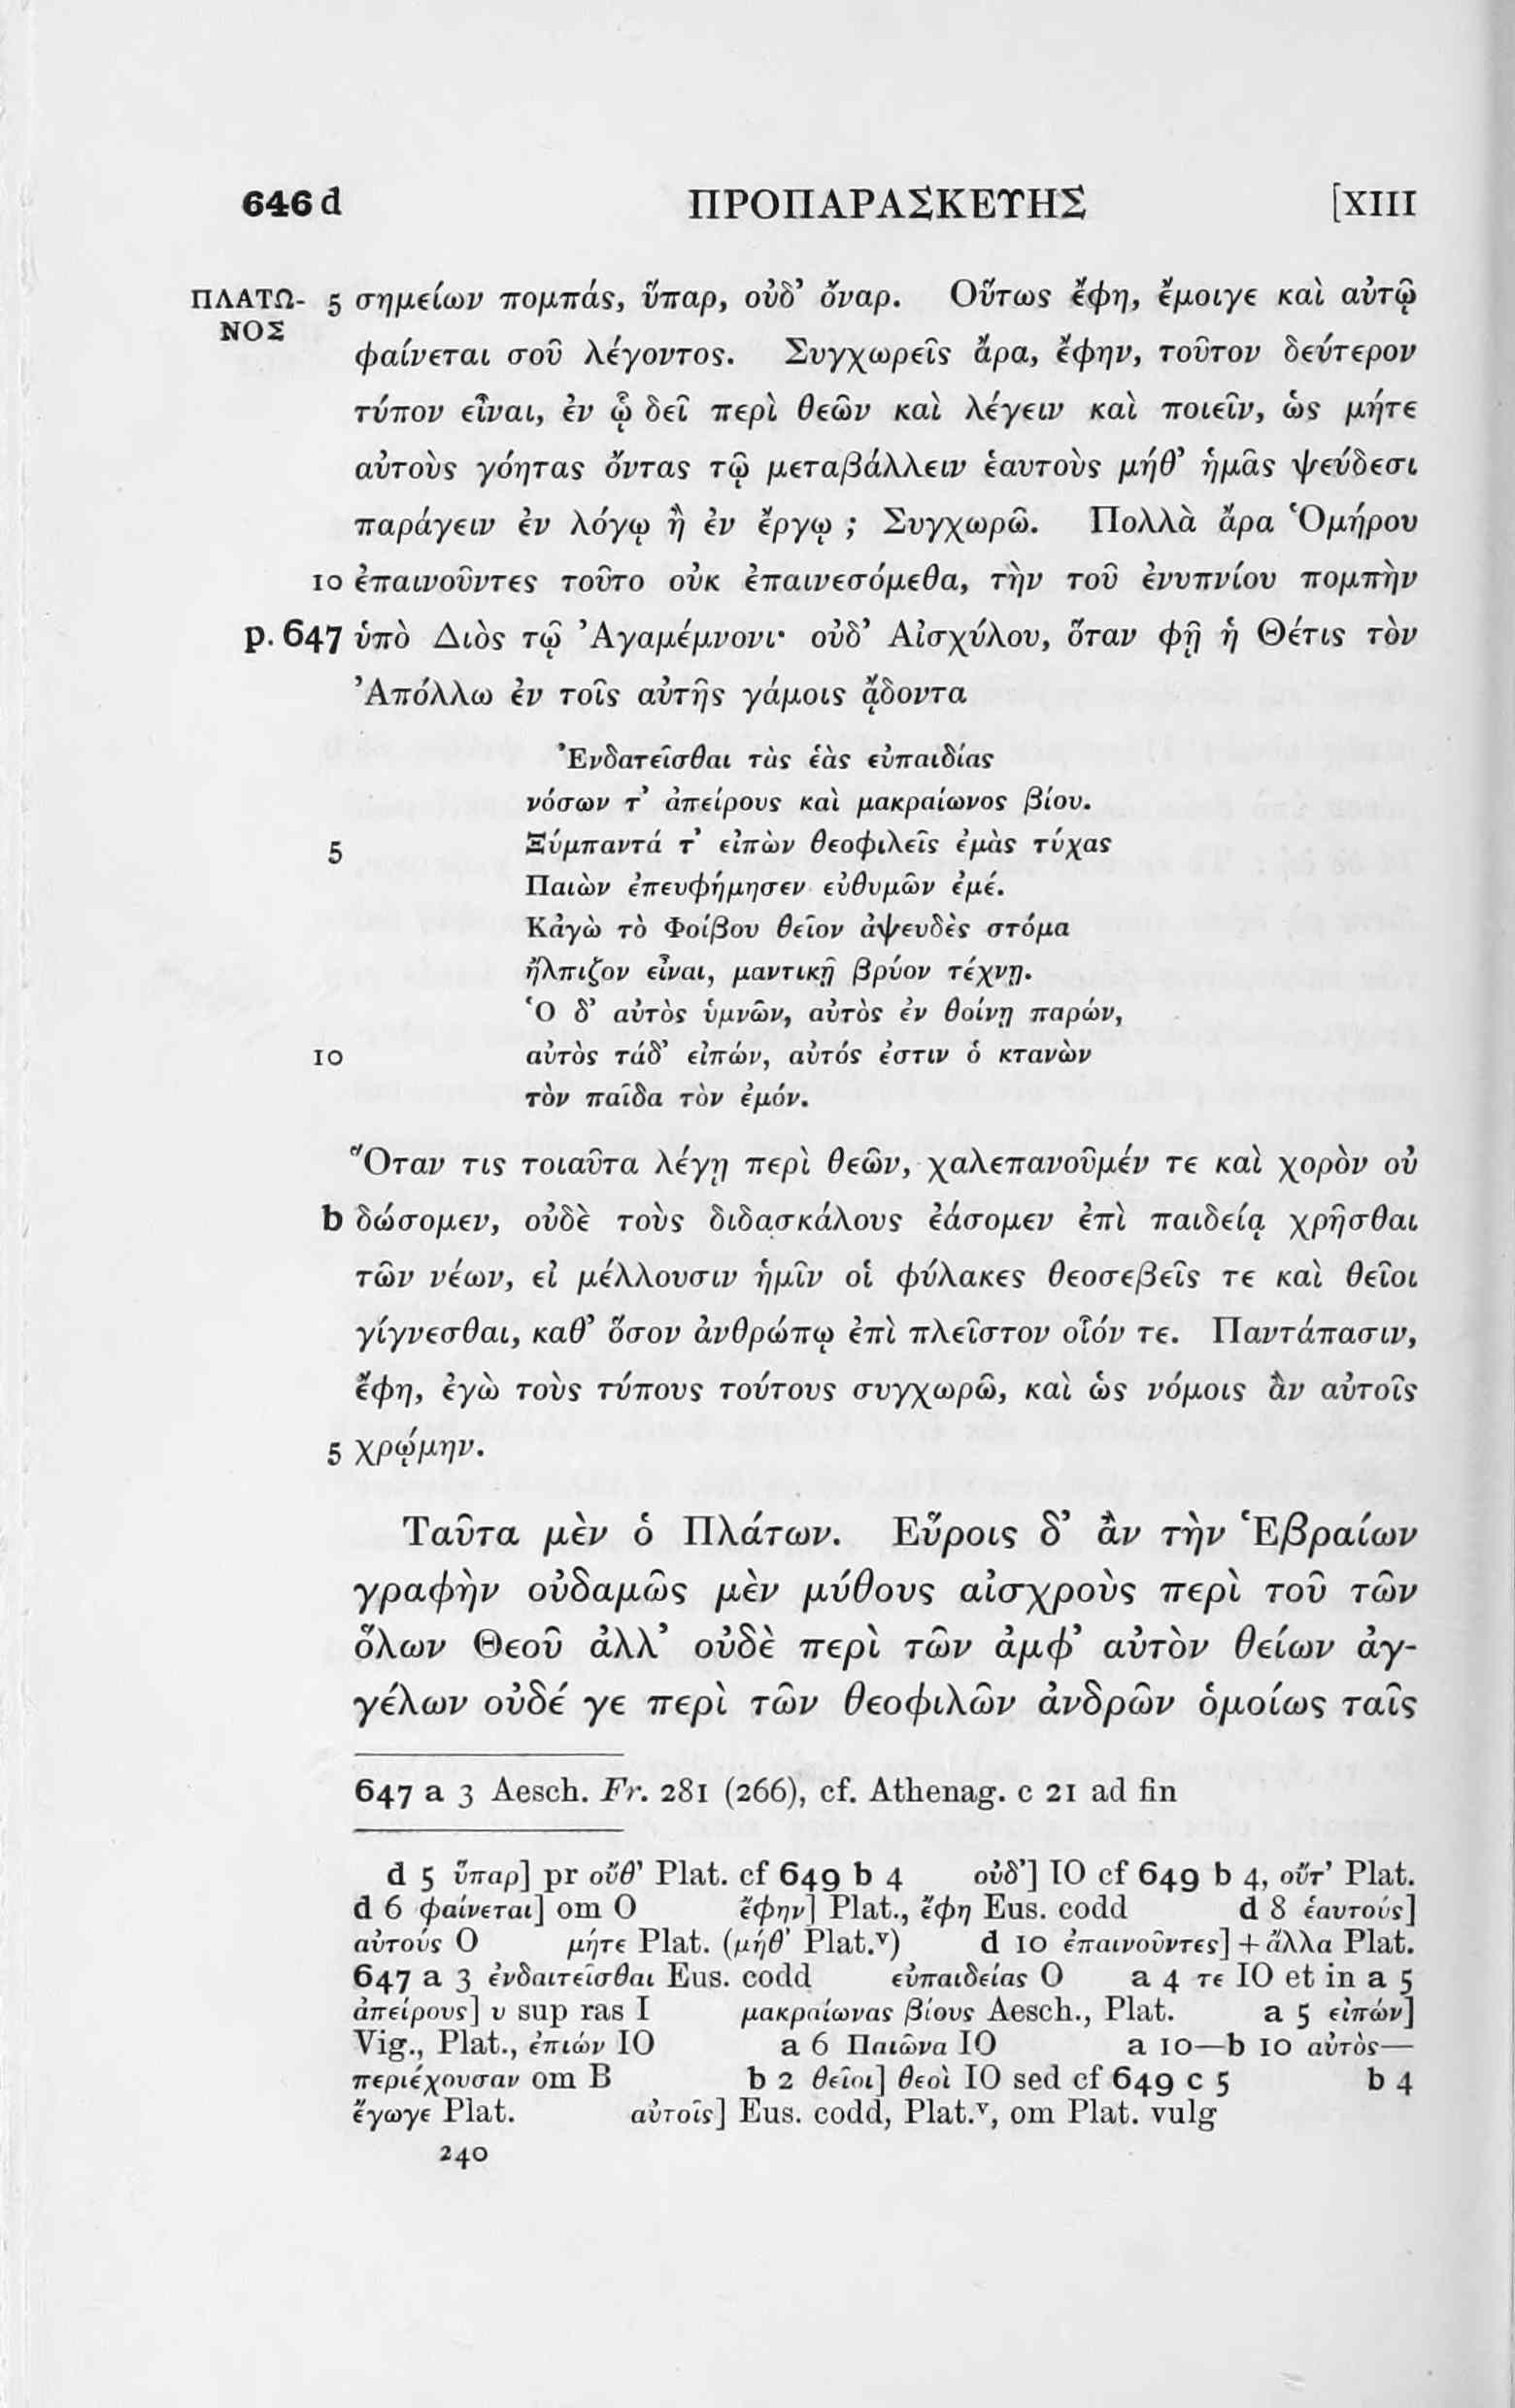 646 d ΠΡΟΠΑΡΑΣΚΕΥΗΣ [XIII
ΠΛΑΤΩ- 5 σημείων πομπάς, ὕπαρ, οὐδ’ ὄναρ. Οὕτως ἔφη, ἔμοιγε καὶ αὐτῷ
ΝΟΣ
φαίνεται σοῦ λέγοντος. Συγχωρεῖς ἄρα, ἔφην, τοῦτον δεύτερον
τύπον εἶναι, ἐν ᾧ δεῖ περὶ θεῶν καὶ λέγειν καὶ ποιεῖν, ὡς μήτε
αὐτοὺς γόητας ὄντας τῷ μεταβάλλειν ἑαυτοὺς μήθ’ ἡμᾶς ψεύδεσι
παράγειν ἐν λόγῳ ἢ ἐν ἔργῳ ; Συγχωρῶ. Πολλὰ ἄρα Ὁμήρου
10 ἐπαινοῦντες τοῦτο οὐκ ἐπαινεσόμεθα, τὴν τοῦ ἐνυπνίου πομπὴν
p. 647 ὑπὸ Διὸς τῷ Ἀγαμέμνονι· οὐδ’ Αἰσχύλου, ὅταν φῇ ἡ Θέτις τὸν
Ἀπόλλω ἐν τοῖς αὐτῆς γάμοις ᾄδοντα
Ἐνδατεῖσθαι τὰς ἑὰς εὐπαιδίας
νόσων τ’ ἀπείρους καὶ μακραίωνος βίου.
5 Ξύμπαντά τ’ εἰπὼν θεοφιλεῖς ἐμὰς τύχας
Παιὼν ἐπευφήμησεν εὐθυμῶν ἐμέ.
Κἀγὼ τὸ Φοίβου θεῖον ἀψευδὲς στόμα
ἤλπιζον εἶναι, μαντικῇ βρύον τέχνῃ.
Ὁ δ’ αὐτὸς ὑμνῶν, αὐτὸς ἐν θοίνῃ παρών,
10 αὐτὸς τάδ’ εἰπών, αὐτός ἐστιν ὁ κτανὼν
τὸν παῖδα τὸν ἐμόν.
Ὅταν τις τοιαῦτα λέγῃ περὶ θεῶν, χαλεπανοῦμέν τε καὶ χορὸν οὐ
b δώσομεν, οὐδὲ τοὺς διδασκάλους ἐάσομεν ἐπὶ παιδείᾳ χρῆσθαι
τῶν νέων, εἰ μέλλουσιν ἡμῖν οἱ φύλακες θεοσεβεῖς τε καὶ θεῖοι
γίγνεσθαι, καθ’ ὅσον ἀνθρώπῳ ἐπὶ πλεῖστον οἷόν τε. Παντάπασιν,
ἔφη, ἐγὼ τοὺς τύπους τούτους συγχωρῶ, καὶ ὡς νόμοις ἂν αὐτοῖς
5 χρῴμην.
Ταῦτα μὲν ὁ Πλάτων. Εὕροις δ’ ἂν τὴν Ἑβραίων
γραφὴν οὐδαμῶς μὲν μύθους αἰσχροὺς περὶ τοῦ τῶν
ὅλων Θεοῦ ἀλλ’ οὐδὲ περὶ τῶν ἀμφ’ αὐτὸν θείων ἀγ-
γέλων οὐδέ γε περὶ τῶν θεοφιλῶν ἀνδρῶν ὁμοίως ταῖς
647 a 3 Aesch. Fr. 281 (266), cf. Athenag. c 21 ad fin
d 5 ὕπαρ] pr οὔθ’ Plat. cf 649 b 4 οὐδ’] IO cf 649 b 4, οὔτ’ Plat.
d 6 φαίνεται] om O ἔφην] Plat., ἔφη Eus. codd d 8 ἑαυτούς]
αὐτούς O μήτε Plat. (μήθ’ Plat.ᵛ) d 10 ἐπαινοῦντες] + ἄλλα Plat.
647 a 3 ἐνδαιτεῖσθαι Eus. codd εὐπαιδείας O a 4 τε IO et in a 5
ἀπείρους] υ sup ras I μακραίωνας βίους Aesch., Plat. a 5 εἰπών]
Vig., Plat., ἐπιών IO a 6 Παιῶνα IO a 10—b 10 αὐτὸς—
περιέχουσαν om B b 2 θεῖοι] θεοὶ IO sed cf 649 c 5 b 4
ἔγωγε Plat. αὐτοῖς] Eus. codd, Plat.ᵛ, om Plat. vulg
240